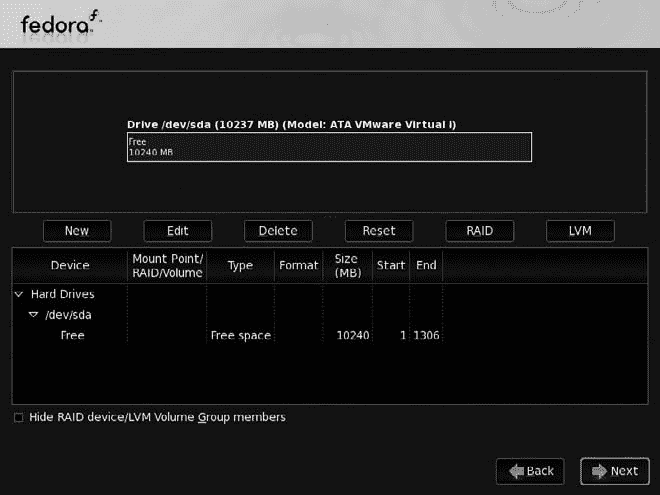 fedora
Drive /dev/sda (10237 MB) (Model: ATA VMware Virtual I)
Free
10240 MB
New Edit Delete Reset RAID LVM
Device Mount Point/ RAID/Volume Type Format Size (MB) Start End
Hard Drives
/dev/sda
Free Free space 10240 1 1306
Hide RAID device/LVM Volume Group members
Back Next